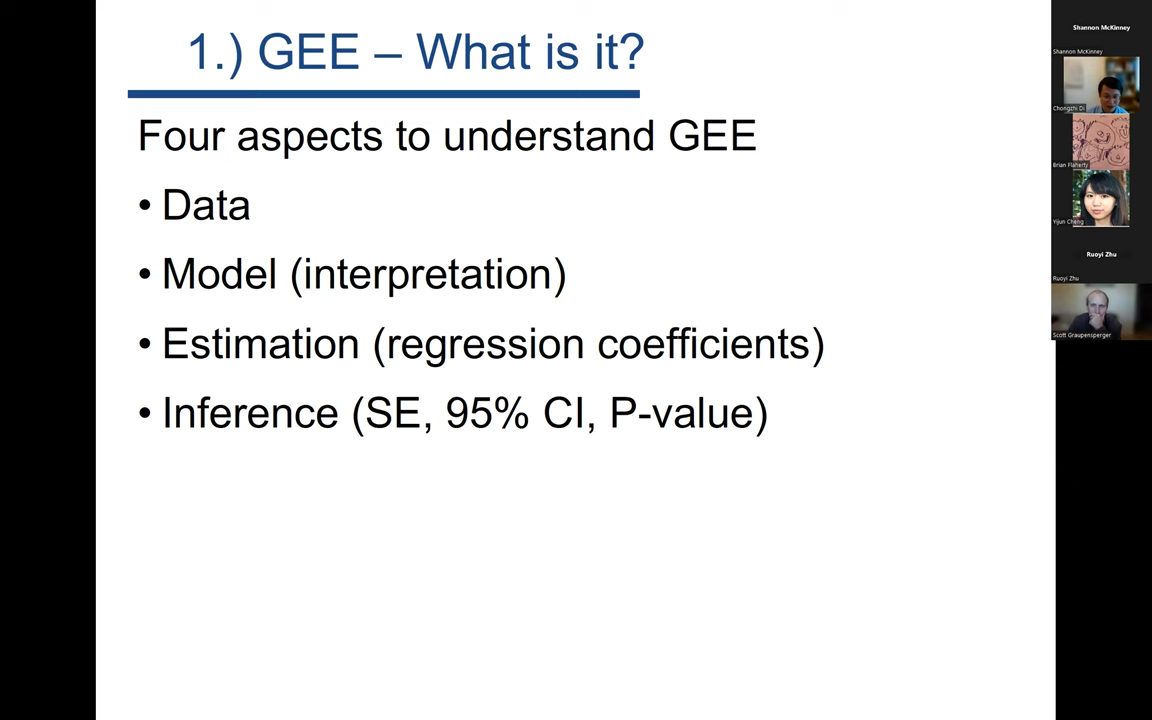 1.) GEE – What is it?
Four aspects to understand GEE
• Data
• Model (interpretation)
• Estimation (regression coefficients)
• Inference (SE, 95% CI, P-value)
Shannon McKinney
Shannon McKinney
Chongzhi Di
Brian Flaherty
Yijun Cheng
Ruoyi Zhu
Ruoyi Zhu
Scott Graupensperger